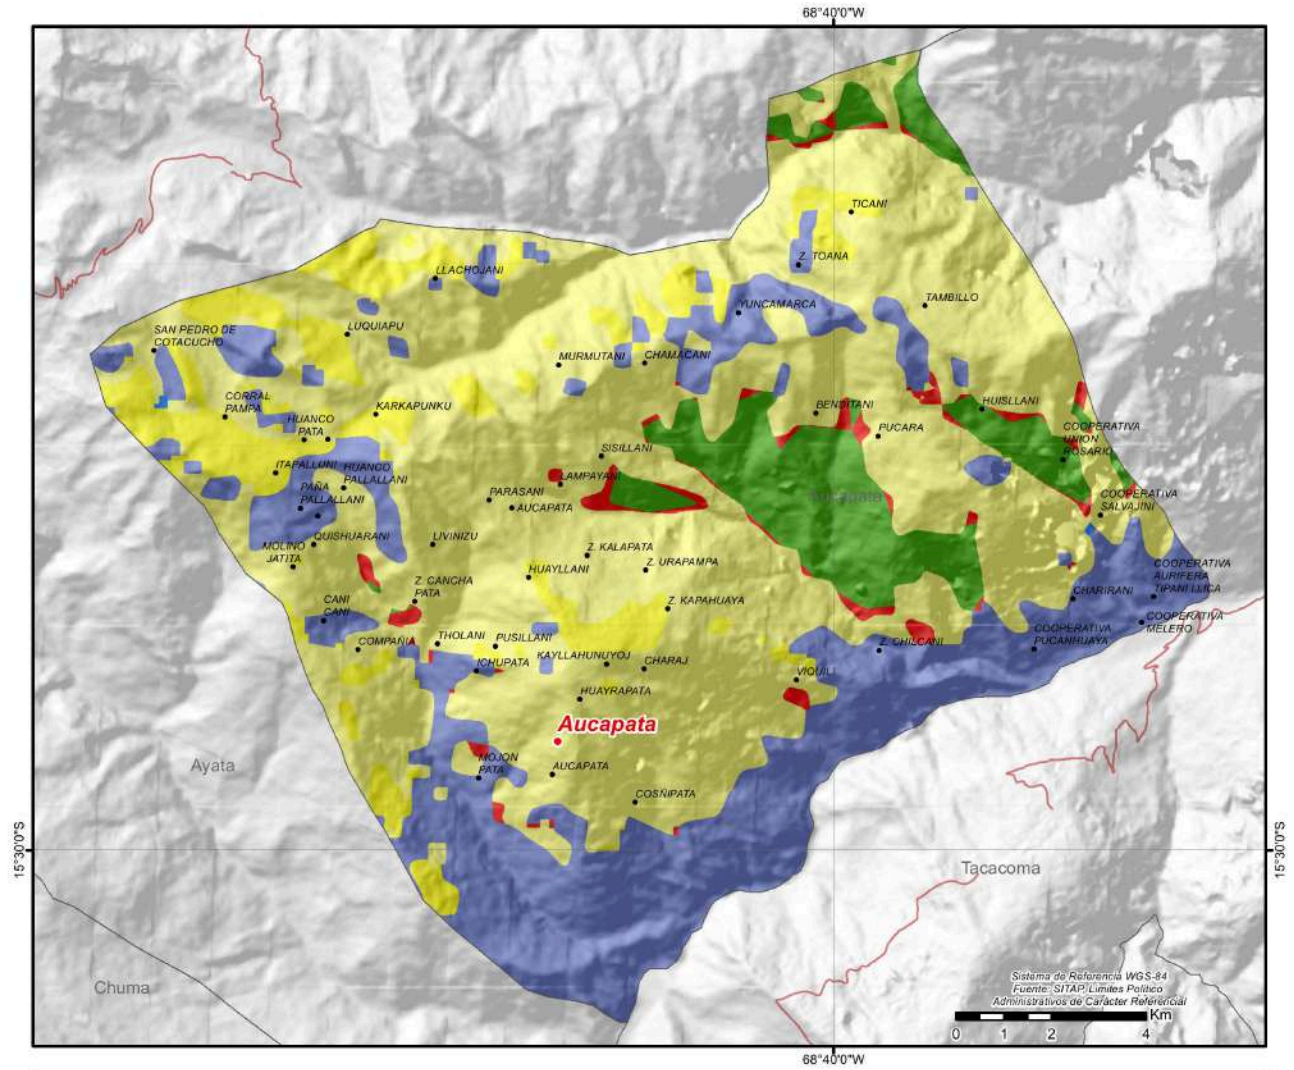 68°40'0"W
TICANI
Z. TOANA
LLACHOJANI
TAMBILLO
YUNCAMARCA
SAN PEDRO DE
COTACUCHO
LUQUIAPU
MURMUTANI
CHAMACANI
CORRAL
PAMPA
KARKAPUNKU
HUANCO
PATA
BENDITANI
HUISLLANI
PUCARA
COOPERATIVA
UNION
ROSARIO
SISILLANI
ITAPALLUNI
HUANCO
PALLALLANI
LAMPAYANI
PAÑA
PALLALLANI
PARASANI
AUCAPATA
Aucapata
COOPERATIVA
SALVAJINI
QUISHUARANI
LIVINIZU
MOLINO
JATITA
Z. KALAPATA
Z. URAPAMPA
HUAYLLANI
COOPERATIVA
AURIFERA
TIPANI LLICA
Z. CANCHA
PATA
CHARIRANI
CANI
CANI
Z. KAPAHUAYA
COOPERATIVA
MELERO
COOPERATIVA
PUCANHUAYA
COMPAÑIA
THOLANI
PUSILLANI
Z. CHILCANI
KAYLLAHUNUYOJ
ICHUPATA
CHARAJ
VIQUIL
HUAYRAPATA
Aucapata
MOJON
PATA
AUCAPATA
Ayata
COSÑIPATA
15°30'0"S
15°30'0"S
Tacacoma
Chuma
Sistema de Referencia WGS-84
Fuente: SITAP, Limites Politico
Administrativos de Carácter Referencial
Km
0 1 2 4
68°40'0"W